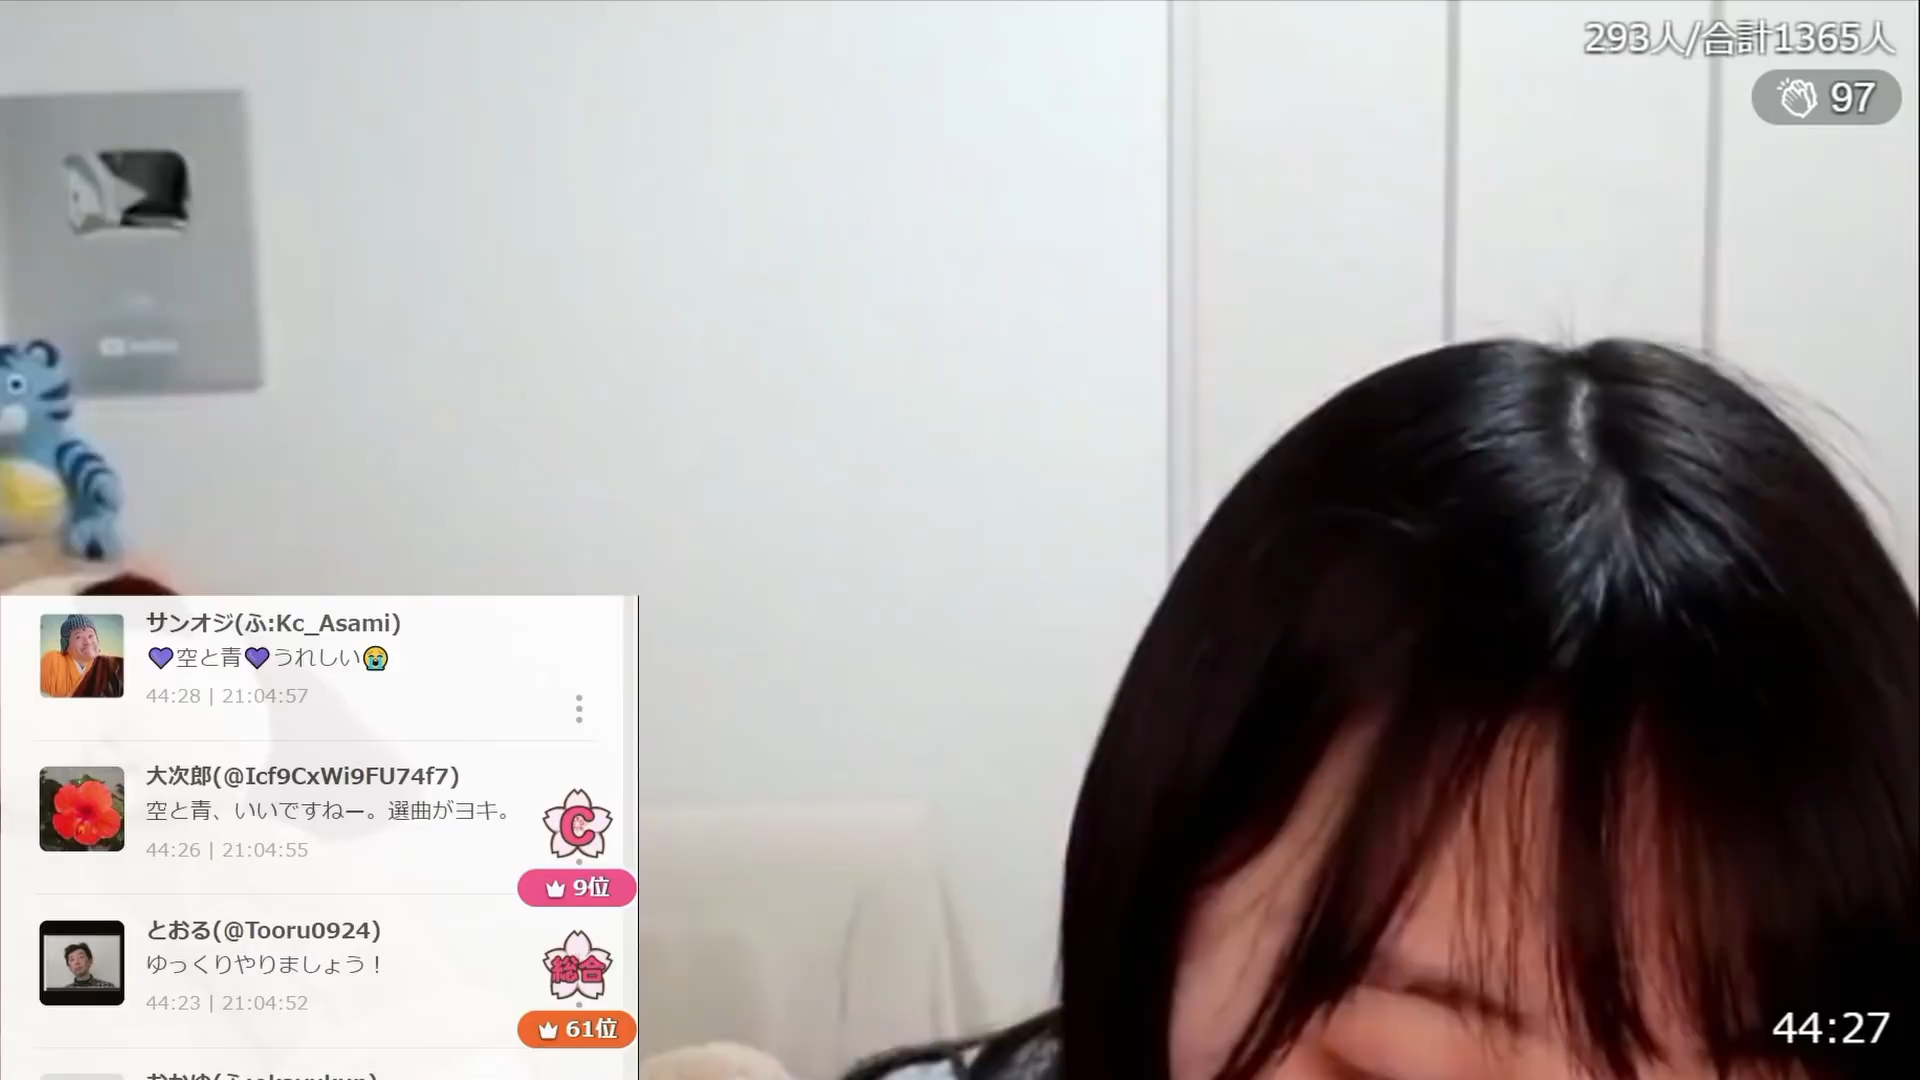 293人/合計1365人
97
サンオジ(ふ:Kc_Asami)
💜空と青💜うれしい😭
44:28 | 21:04:57
大次郎(@Icf9CxWi9FU74f7)
空と青、いいですねー。選曲がヨキ。
44:26 | 21:04:55
C
9位
とおる(@Tooru0924)
ゆっくりやりましょう！
44:23 | 21:04:52
総合
61位
44:27